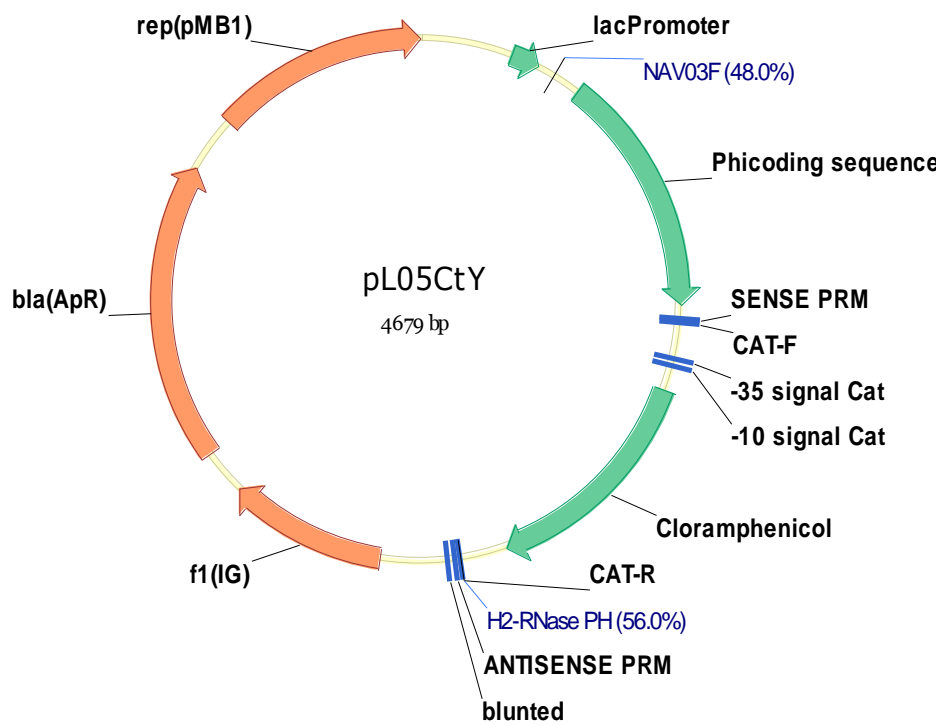 rep(pMB1)
lacPromoter
NAV03F (48.0%)
Phicoding sequence
bla(ApR)
pL05CtY
4679 bp
SENSE PRM
CAT-F
-35 signal Cat
-10 signal Cat
Cloramphenicol
f1(IG)
CAT-R
H2-RNase PH (56.0%)
ANTISENSE PRM
blunted